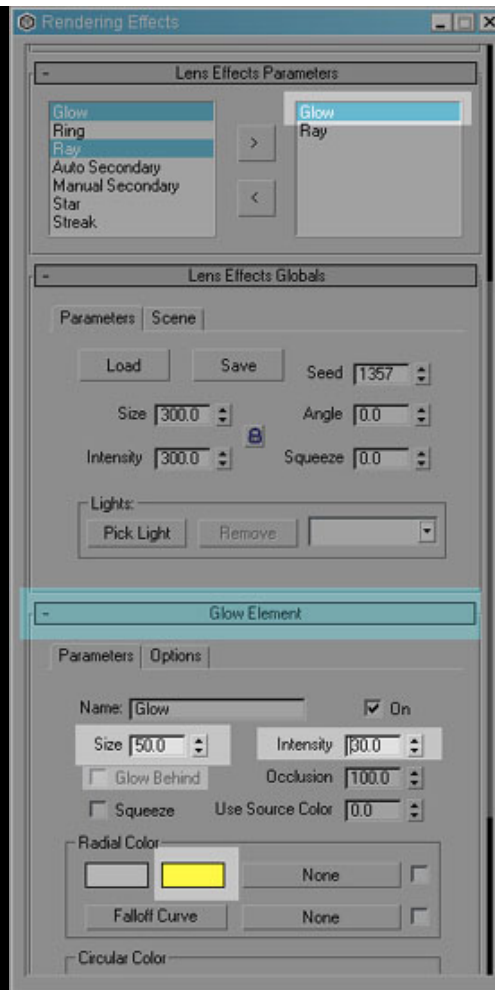 Rendering Effects
- Lens Effects Parameters
Glow
Ring
Ray
Auto Secondary
Manual Secondary
Star
Streak
>
<
Glow
Ray
- Lens Effects Globals
Parameters Scene
Load Save Seed 1357
Size 300.0 Angle 0.0
Intensity 300.0 Squeeze 0.0
Lights:
Pick Light Remove
- Glow Element
Parameters Options
Name: Glow On
Size 50.0 Intensity 30.0
Glow Behind Occlusion 100.0
Squeeze Use Source Color 0.0
Radial Color
None
Falloff Curve None
Circular Color